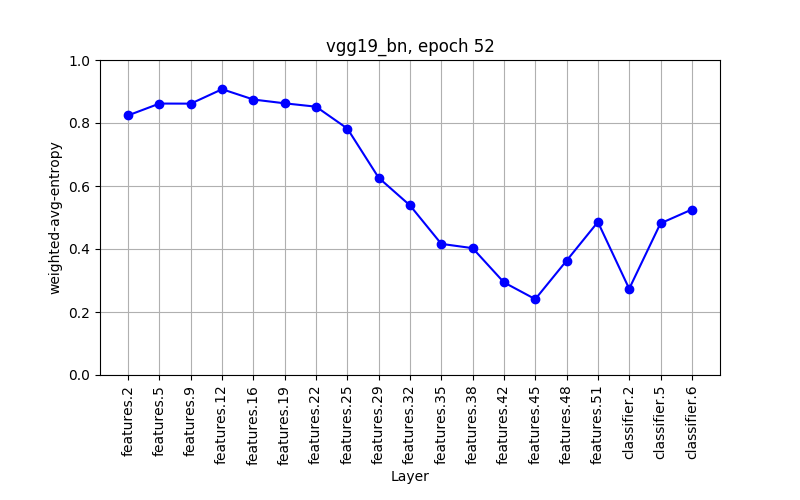 vgg19_bn, epoch 52
1.0
0.8
0.6
0.4
0.2
0.0
weighted-avg-entropy
features.2
features.5
features.9
features.12
features.16
features.19
features.22
features.25
features.29
features.32
features.35
features.38
features.42
features.45
features.48
features.51
classifier.2
classifier.5
classifier.6
Layer